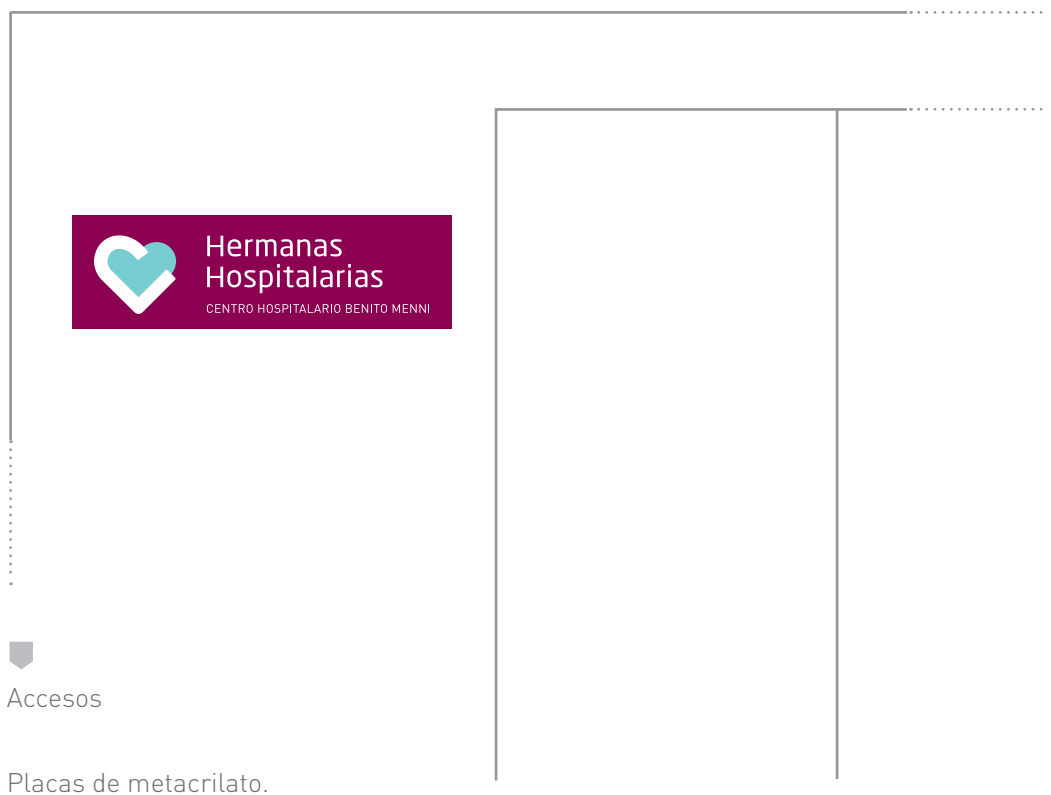 Hermanas
Hospitalarias
CENTRO HOSPITALARIO BENITO MENNI
Accesos
Placas de metacrilato.